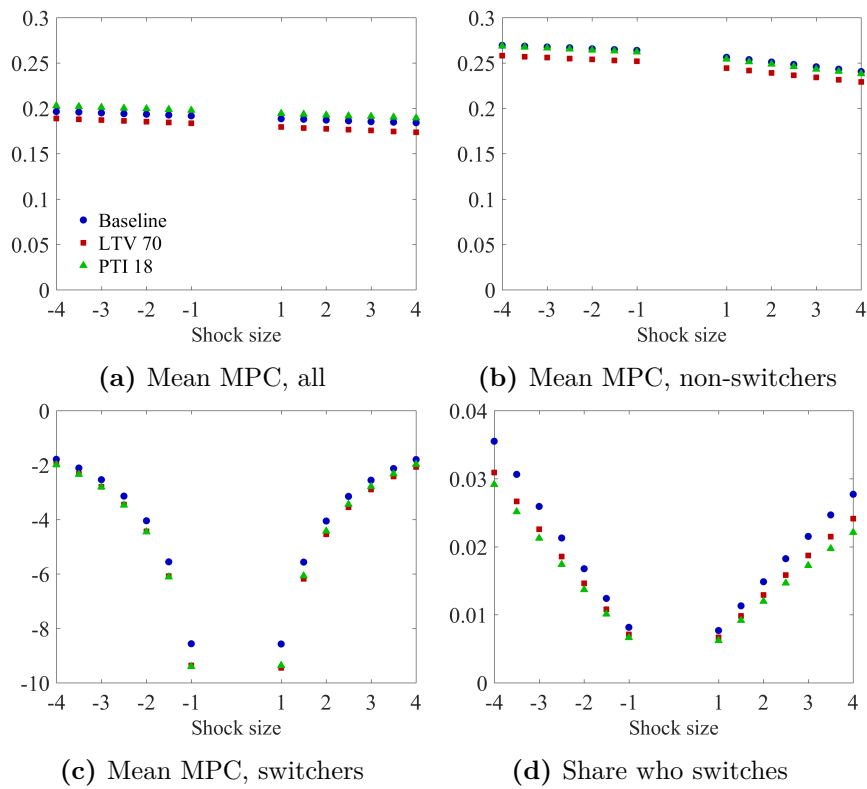 0.3
0.25
0.2
0.15
0.1
0.05
0
Baseline
LTV 70
PTI 18
-4 -3 -2 -1 1 2 3 4
Shock size
(a) Mean MPC, all
0.3
0.25
0.2
0.15
0.1
0.05
0
-4 -3 -2 -1 1 2 3 4
Shock size
(b) Mean MPC, non-switchers
0
-2
-4
-6
-8
-10
-4 -3 -2 -1 1 2 3 4
Shock size
(c) Mean MPC, switchers
0.04
0.03
0.02
0.01
0
-4 -3 -2 -1 1 2 3 4
Shock size
(d) Share who switches